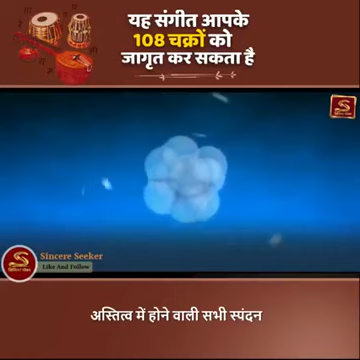 यह संगीत आपके
108 चक्रों को
जागृत कर सकता है
Sincere Seeker
Like And Follow
अस्तित्व में होने वाली सभी स्पंदन